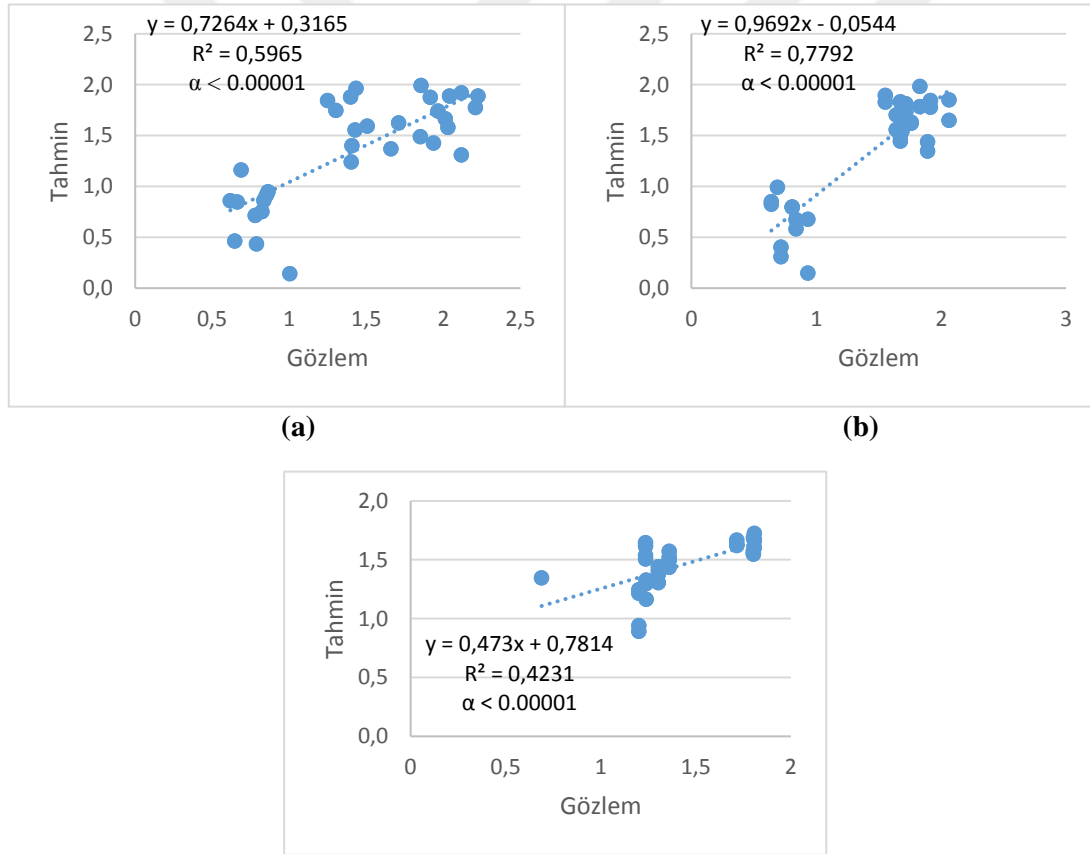 y = 0,7264x + 0,3165
R² = 0,5965
α < 0.00001
2,5
2,0
1,5
1,0
0,5
0,0
Tahmin
0
0,5
1
1,5
2
2,5
Gözlem
(a)
y = 0,9692x - 0,0544
R² = 0,7792
α < 0.00001
2,5
2,0
1,5
1,0
0,5
0,0
Tahmin
0
1
2
3
Gözlem
(b)
2,0
1,5
1,0
0,5
0,0
Tahmin
y = 0,473x + 0,7814
R² = 0,4231
α < 0.00001
0
0,5
1
1,5
2
Gözlem